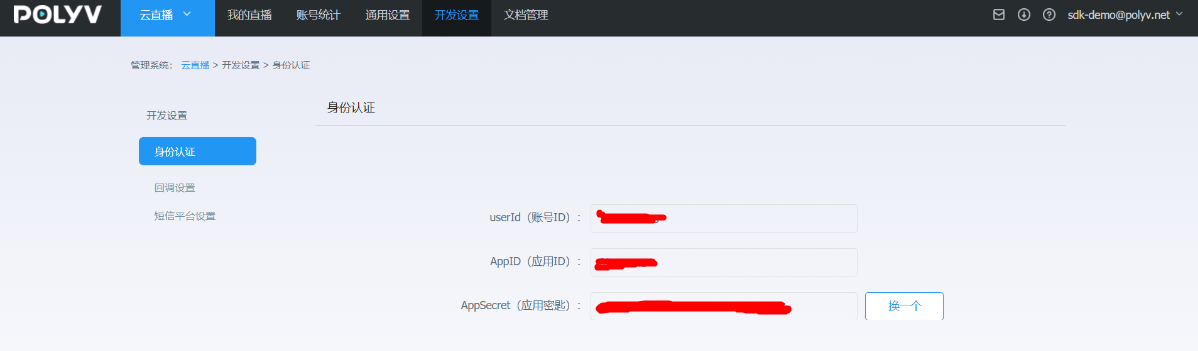 POLYV 云直播 我的直播 账号统计 通用设置 开发设置 文档管理 sdk-demo@polyv.net
管理系统： 云直播 > 开发设置 > 身份认证
开发设置
身份认证
回调设置
短信平台设置
身份认证
userId（账号ID）：
AppID（应用ID）：
AppSecret（应用密匙）： 换一个